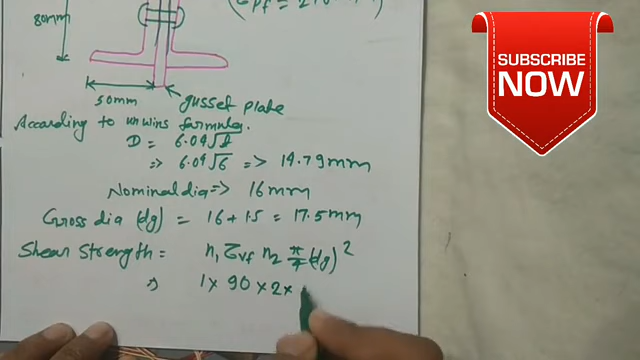 80mm
50mm
gusset plate
According to unwins formula.
D = 6.04√t
⇒ 6.04√6 ⇒ 14.79mm
Nominal dia ⇒ 16mm
Gross dia (dg) = 16 + 1.5 = 17.5mm
Shear Strength = n₁ τvf n₂ π/4 (dg)²
⇒ 1 × 90 × 2 ×
SUBSCRIBE
NOW